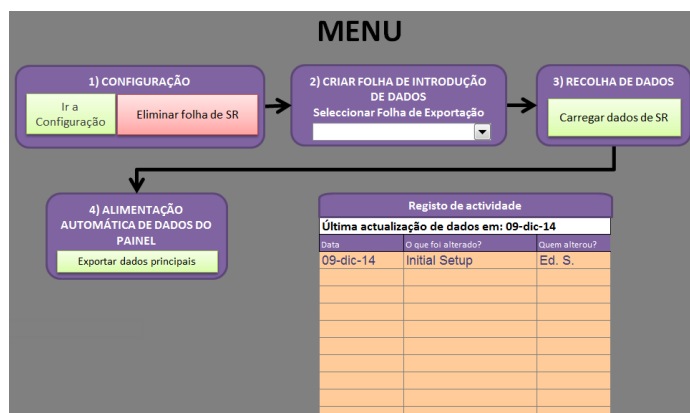 MENU
1) CONFIGURAÇÃO
Ir a
Configuração
Eliminar folha de SR
2) CRIAR FOLHA DE INTRODUÇÃO
DE DADOS
Seleccionar Folha de Exportação
3) RECOLHA DE DADOS
Carregar dados de SR
4) ALIMENTAÇÃO
AUTOMÁTICA DE DADOS DO
PAINEL
Exportar dados principais
Registo de actividade
Última actualização de dados em: 09-dic-14
Data O que foi alterado? Quem alterou?
09-dic-14 Initial Setup Ed. S.